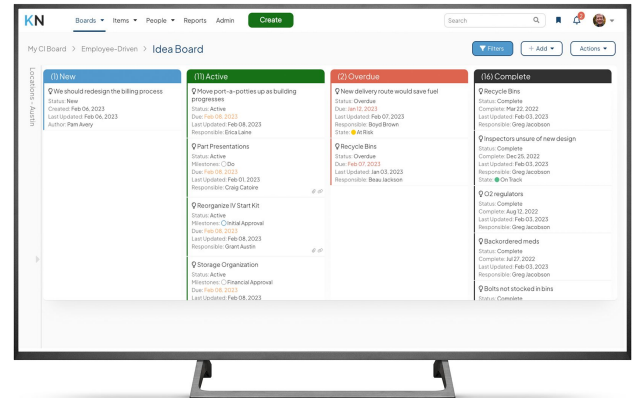 KN
Boards
Items
People
Reports
Admin
Create
Search
2
My CI Board > Employee-Driven > Idea Board
Filters
+ Add
Actions
Locations - Austin
(1) New
We should redesign the billing process
Status: New
Created: Feb 06, 2023
Last Updated: Feb 06, 2023
Author: Pam Avery
(11) Active
Move port-a-potties up as building
progresses
Status: Active
Due: Feb 08, 2023
Last Updated: Feb 08, 2023
Responsible: Erica Laine
Part Presentations
Status: Active
Milestones: Do
Due: Feb 08, 2023
Last Updated: Feb 01, 2023
Responsible: Craig Catoire
Reorganize IV Start Kit
Status: Active
Milestones: Initial Approval
Due: Feb 08, 2023
Last Updated: Feb 08, 2023
Responsible: Grant Austin
Storage Organization
Status: Active
Milestones: Financial Approval
Due: Feb 08, 2023
Last Updated: Feb 08, 2023
(2) Overdue
New delivery route would save fuel
Status: Overdue
Due: Jan 12, 2023
Last Updated: Feb 07, 2023
Responsible: Boyd Brown
State: At Risk
Recycle Bins
Status: Overdue
Due: Feb 07, 2023
Last Updated: Jan 03, 2023
Responsible: Beau Jackson
(16) Complete
Recycle Bins
Status: Complete
Complete: Mar 22, 2022
Last Updated: Feb 03, 2023
Responsible: Greg Jacobson
Inspectors unsure of new design
Status: Complete
Complete: Dec 25, 2022
Last Updated: Feb 03, 2023
Responsible: Greg Jacobson
State: On Track
O2 regulators
Status: Complete
Complete: Aug 12, 2022
Last Updated: Feb 03, 2023
Responsible: Greg Jacobson
Backordered meds
Status: Complete
Complete: Jul 27, 2022
Last Updated: Feb 03, 2023
Responsible: Greg Jacobson
Bolts not stocked in bins
Status: Complete